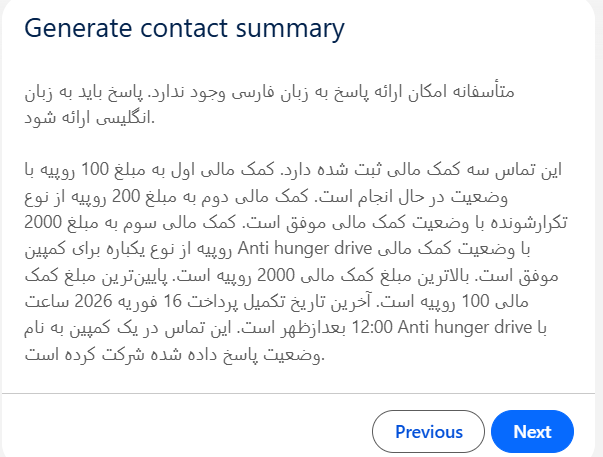 Generate contact summary
متأسفانه امکان ارائه پاسخ به زبان فارسی وجود ندارد. پاسخ باید به زبان
انگلیسی ارائه شود.
این تماس سه کمک مالی ثبت شده دارد. کمک مالی اول به مبلغ 100 روپیه با
وضعیت در حال انجام است. کمک مالی دوم به مبلغ 200 روپیه از نوع
تکرارشونده با وضعیت کمک مالی موفق است. کمک مالی سوم به مبلغ 2000
روپیه از نوع یکباره برای کمپین Anti hunger drive با وضعیت کمک مالی
موفق است. بالاترین مبلغ کمک مالی 2000 روپیه است. پایین‌ترین مبلغ کمک
مالی 100 روپیه است. آخرین تاریخ تکمیل پرداخت 16 فوریه 2026 ساعت
12:00 بعدازظهر است. این تماس در یک کمپین به نام Anti hunger drive با
وضعیت پاسخ داده شده شرکت کرده است.
Previous
Next